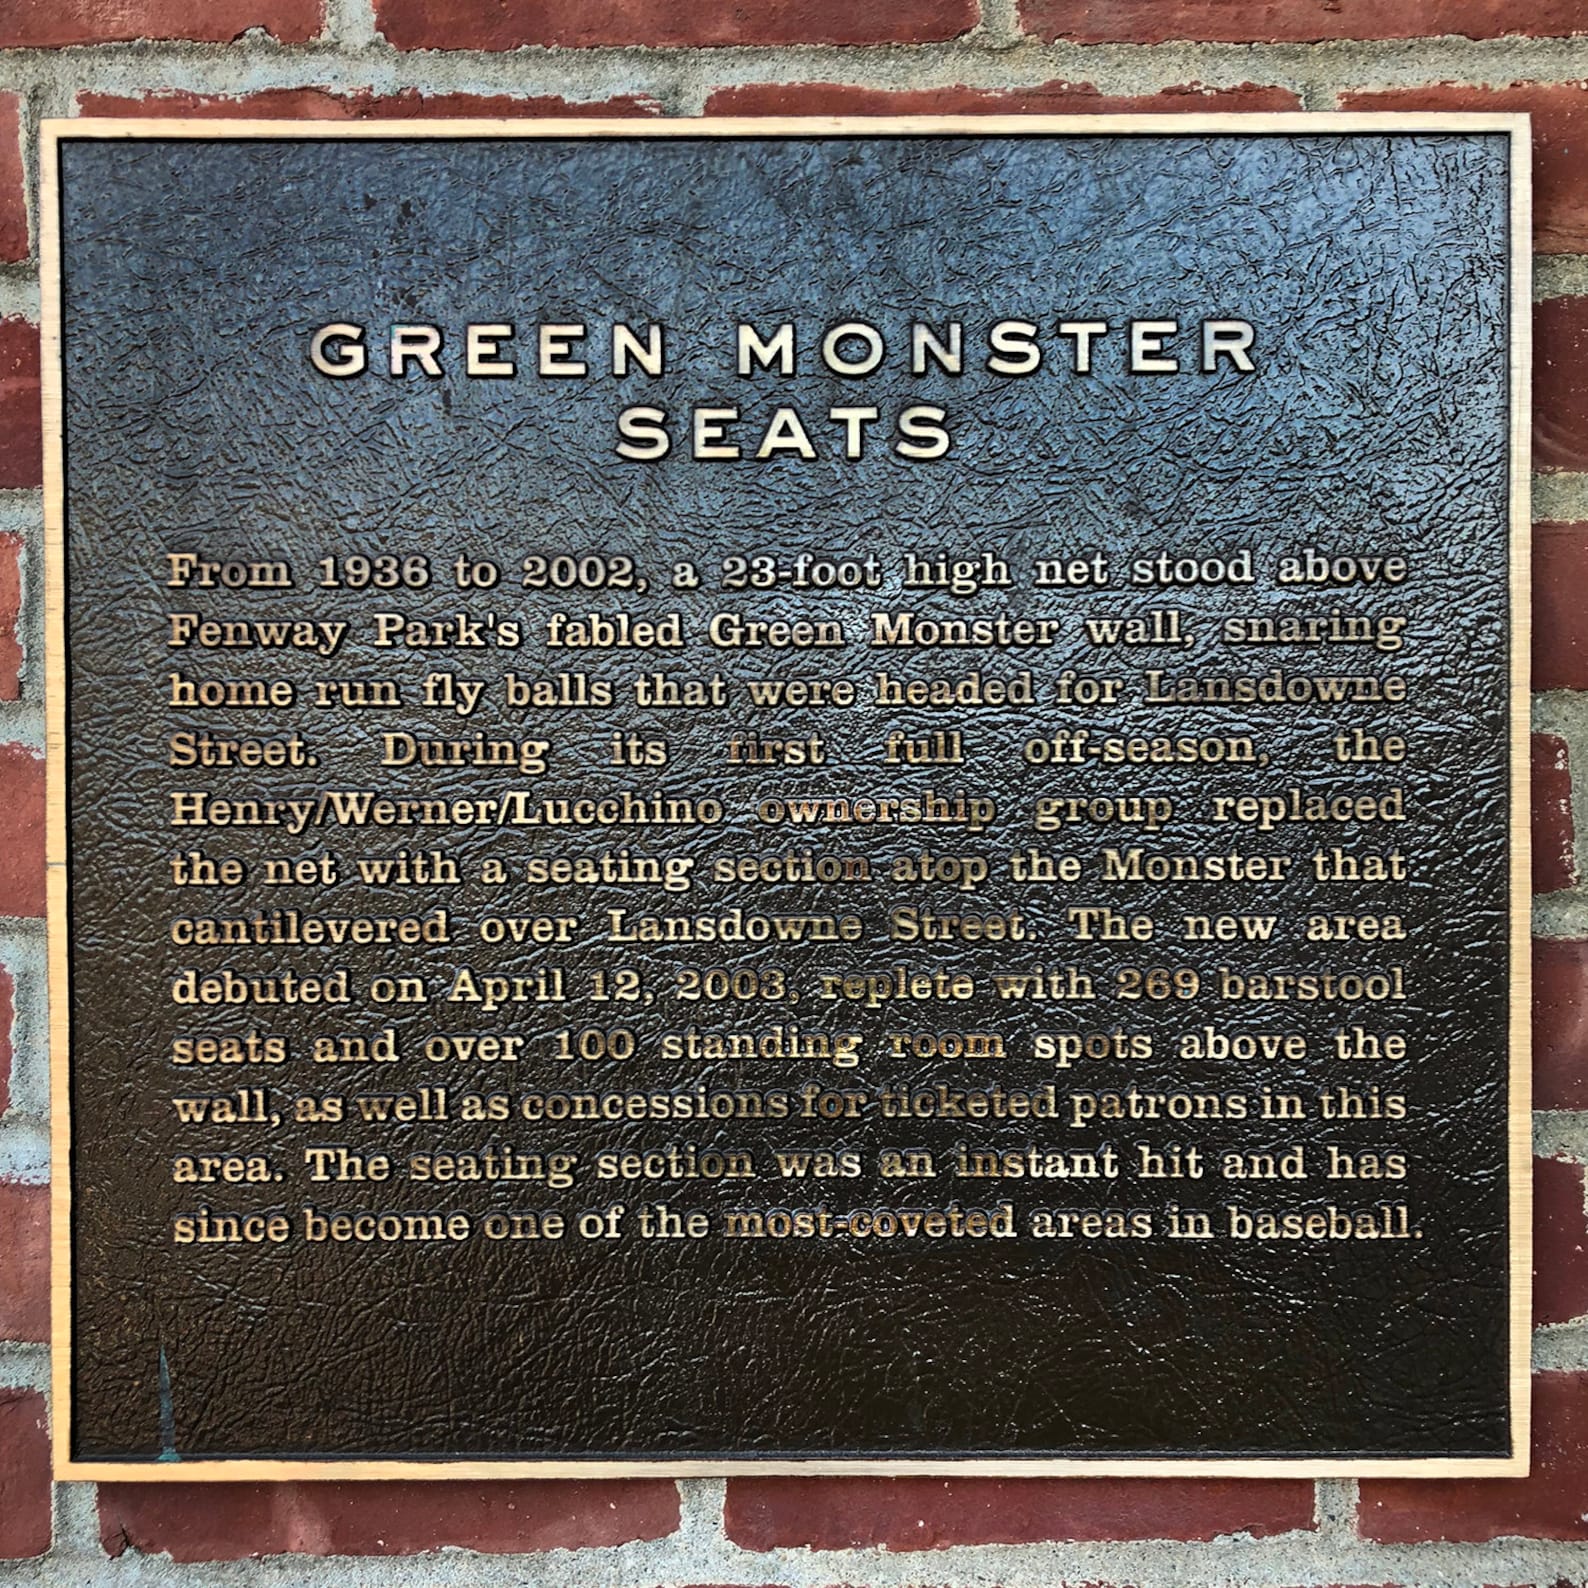 GREEN MONSTER
SEATS
From 1936 to 2002, a 23-foot high net stood above
Fenway Park's fabled Green Monster wall, snaring
home run fly balls that were headed for Lansdowne
Street. During its first full off-season, the
Henry/Werner/Lucchino ownership group replaced
the net with a seating section atop the Monster that
cantilevered over Lansdowne Street. The new area
debuted on April 12, 2003, replete with 269 barstool
seats and over 100 standing room spots above the
wall, as well as concessions for ticketed patrons in this
area. The seating section was an instant hit and has
since become one of the most-coveted areas in baseball.